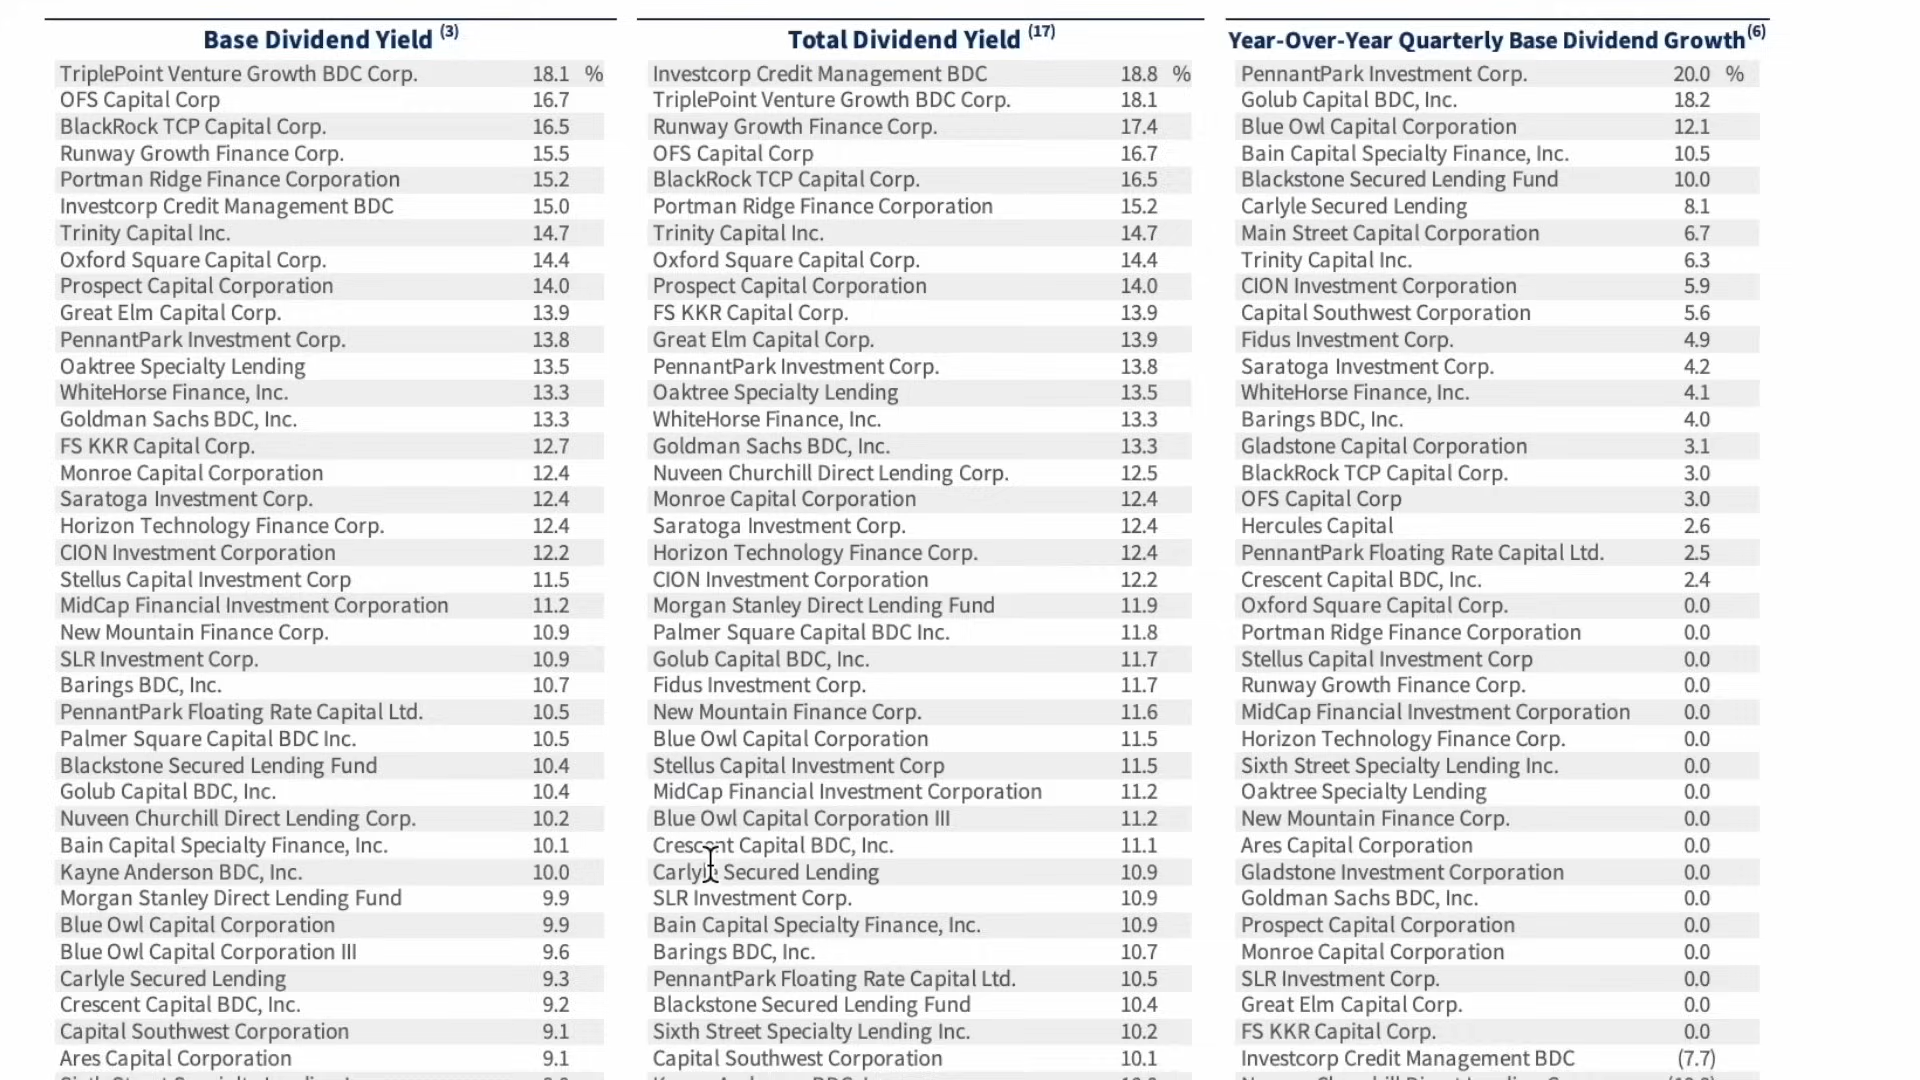 Base Dividend Yield (3)
TriplePoint Venture Growth BDC Corp. 18.1 %
OFS Capital Corp 16.7
BlackRock TCP Capital Corp. 16.5
Runway Growth Finance Corp. 15.5
Portman Ridge Finance Corporation 15.2
Investcorp Credit Management BDC 15.0
Trinity Capital Inc. 14.7
Oxford Square Capital Corp. 14.4
Prospect Capital Corporation 14.0
Great Elm Capital Corp. 13.9
PennantPark Investment Corp. 13.8
Oaktree Specialty Lending 13.5
WhiteHorse Finance, Inc. 13.3
Goldman Sachs BDC, Inc. 13.3
FS KKR Capital Corp. 12.7
Monroe Capital Corporation 12.4
Saratoga Investment Corp. 12.4
Horizon Technology Finance Corp. 12.4
CION Investment Corporation 12.2
Stellus Capital Investment Corp 11.5
MidCap Financial Investment Corporation 11.2
New Mountain Finance Corp. 10.9
SLR Investment Corp. 10.9
Barings BDC, Inc. 10.7
PennantPark Floating Rate Capital Ltd. 10.5
Palmer Square Capital BDC Inc. 10.5
Blackstone Secured Lending Fund 10.4
Golub Capital BDC, Inc. 10.4
Nuveen Churchill Direct Lending Corp. 10.2
Bain Capital Specialty Finance, Inc. 10.1
Kayne Anderson BDC, Inc. 10.0
Morgan Stanley Direct Lending Fund 9.9
Blue Owl Capital Corporation 9.9
Blue Owl Capital Corporation III 9.6
Carlyle Secured Lending 9.3
Crescent Capital BDC, Inc. 9.2
Capital Southwest Corporation 9.1
Ares Capital Corporation 9.1
Total Dividend Yield (17)
Investcorp Credit Management BDC 18.8 %
TriplePoint Venture Growth BDC Corp. 18.1
Runway Growth Finance Corp. 17.4
OFS Capital Corp 16.7
BlackRock TCP Capital Corp. 16.5
Portman Ridge Finance Corporation 15.2
Trinity Capital Inc. 14.7
Oxford Square Capital Corp. 14.4
Prospect Capital Corporation 14.0
FS KKR Capital Corp. 13.9
Great Elm Capital Corp. 13.9
PennantPark Investment Corp. 13.8
Oaktree Specialty Lending 13.5
WhiteHorse Finance, Inc. 13.3
Goldman Sachs BDC, Inc. 13.3
Nuveen Churchill Direct Lending Corp. 12.5
Monroe Capital Corporation 12.4
Saratoga Investment Corp. 12.4
Horizon Technology Finance Corp. 12.4
CION Investment Corporation 12.2
Morgan Stanley Direct Lending Fund 11.9
Palmer Square Capital BDC Inc. 11.8
Golub Capital BDC, Inc. 11.7
Fidus Investment Corp. 11.7
New Mountain Finance Corp. 11.6
Blue Owl Capital Corporation 11.5
Stellus Capital Investment Corp 11.5
MidCap Financial Investment Corporation 11.2
Blue Owl Capital Corporation III 11.2
Crescent Capital BDC, Inc. 11.1
Carlyle Secured Lending 10.9
SLR Investment Corp. 10.9
Bain Capital Specialty Finance, Inc. 10.9
Barings BDC, Inc. 10.7
PennantPark Floating Rate Capital Ltd. 10.5
Blackstone Secured Lending Fund 10.4
Sixth Street Specialty Lending Inc. 10.2
Capital Southwest Corporation 10.1
Year-Over-Year Quarterly Base Dividend Growth(6)
PennantPark Investment Corp. 20.0 %
Golub Capital BDC, Inc. 18.2
Blue Owl Capital Corporation 12.1
Bain Capital Specialty Finance, Inc. 10.5
Blackstone Secured Lending Fund 10.0
Carlyle Secured Lending 8.1
Main Street Capital Corporation 6.7
Trinity Capital Inc. 6.3
CION Investment Corporation 5.9
Capital Southwest Corporation 5.6
Fidus Investment Corp. 4.9
Saratoga Investment Corp. 4.2
WhiteHorse Finance, Inc. 4.1
Barings BDC, Inc. 4.0
Gladstone Capital Corporation 3.1
BlackRock TCP Capital Corp. 3.0
OFS Capital Corp 3.0
Hercules Capital 2.6
PennantPark Floating Rate Capital Ltd. 2.5
Crescent Capital BDC, Inc. 2.4
Oxford Square Capital Corp. 0.0
Portman Ridge Finance Corporation 0.0
Stellus Capital Investment Corp 0.0
Runway Growth Finance Corp. 0.0
MidCap Financial Investment Corporation 0.0
Horizon Technology Finance Corp. 0.0
Sixth Street Specialty Lending Inc. 0.0
Oaktree Specialty Lending 0.0
New Mountain Finance Corp. 0.0
Ares Capital Corporation 0.0
Gladstone Investment Corporation 0.0
Goldman Sachs BDC, Inc. 0.0
Prospect Capital Corporation 0.0
Monroe Capital Corporation 0.0
SLR Investment Corp. 0.0
Great Elm Capital Corp. 0.0
FS KKR Capital Corp. 0.0
Investcorp Credit Management BDC (7.7)